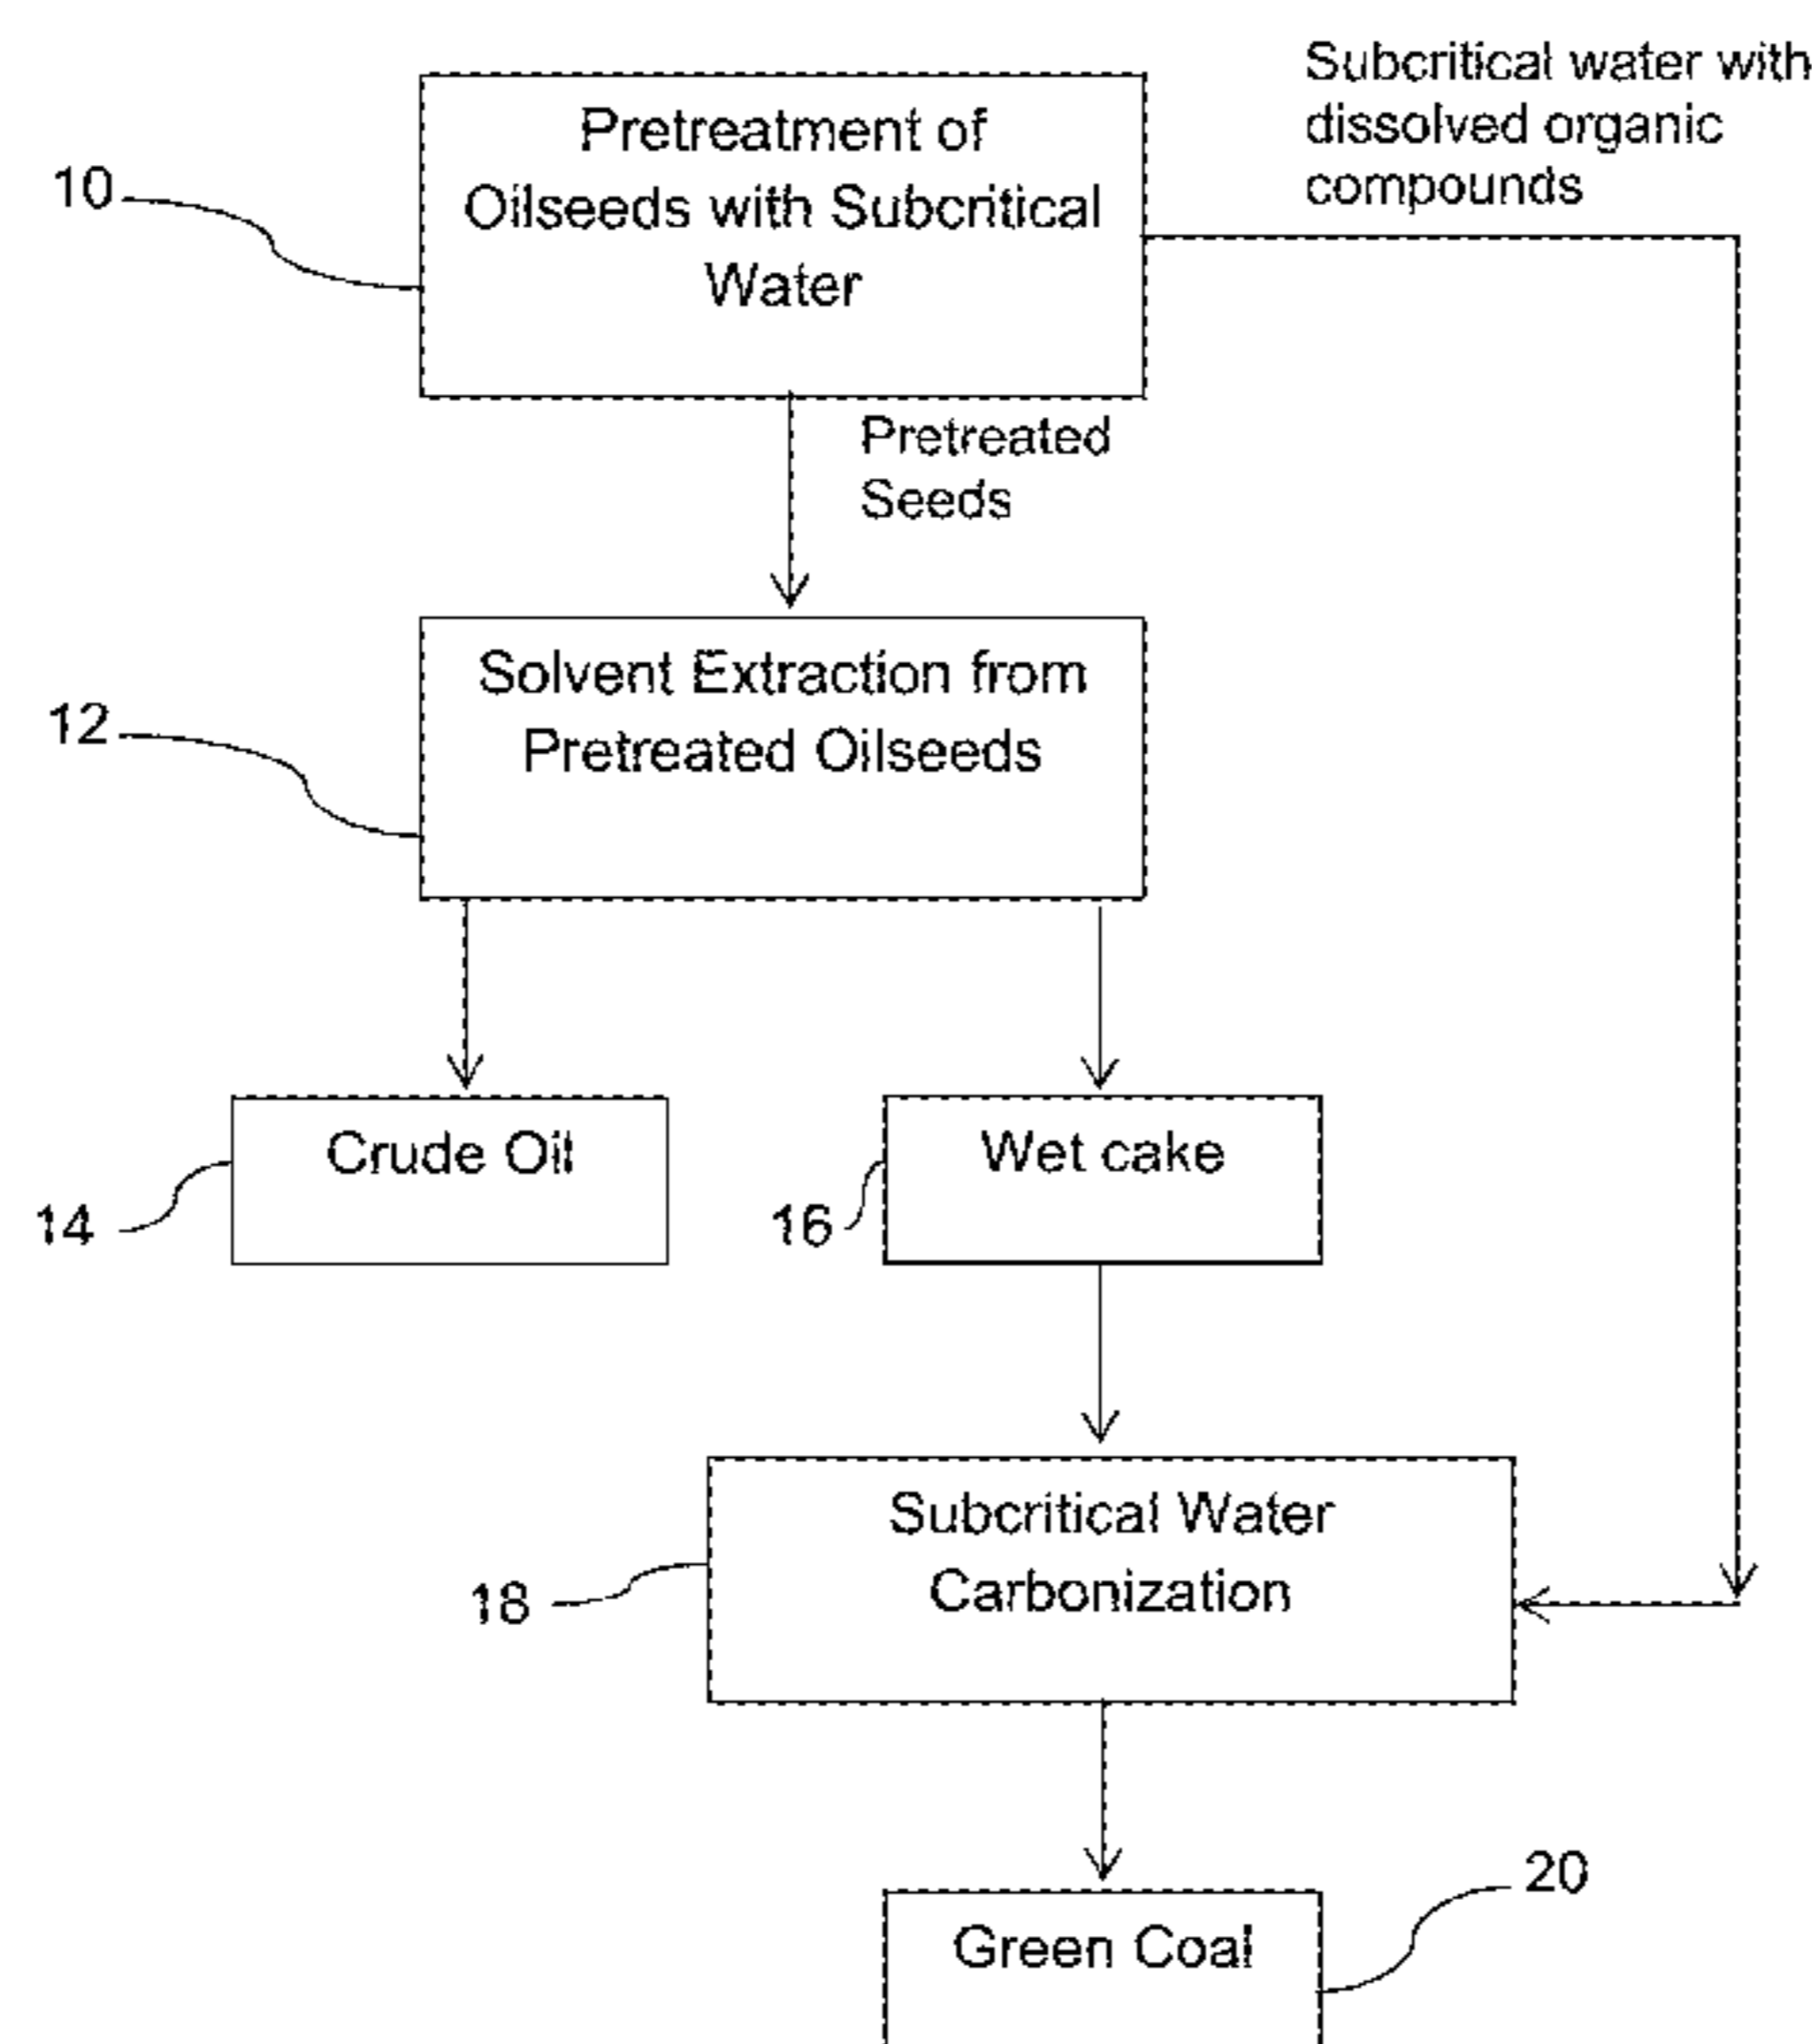 Subcritical water with
dissolved organic
compounds
Pretreatment of
Oilseeds with Subcritical
Water
10
Pretreated
Seeds
Solvent Extraction from
Pretreated Oilseeds
12
Crude Oil
14
Wet cake
16
Subcritical Water
Carbonization
18
20
Green Coal